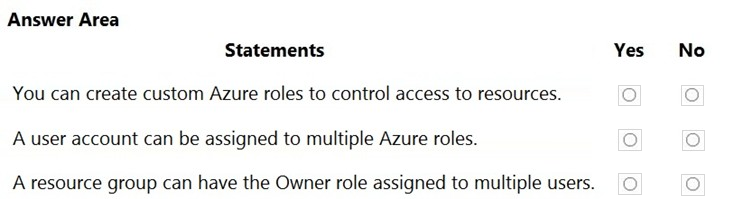 Answer Area
Statements Yes No
You can create custom Azure roles to control access to resources.
A user account can be assigned to multiple Azure roles.
A resource group can have the Owner role assigned to multiple users.